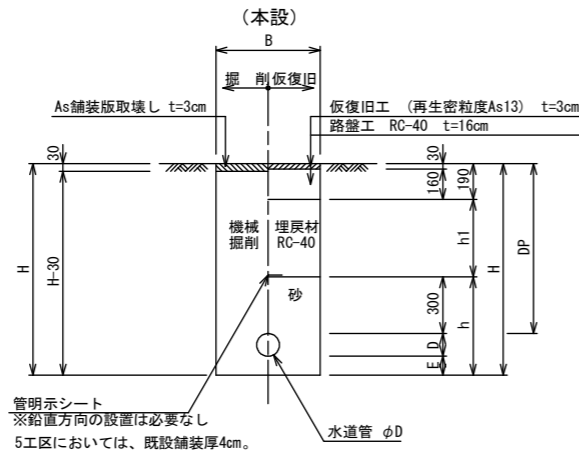 （本設）
B
掘　削 仮復旧
As舗装版取壊し t=3cm
仮復旧工 （再生密粒度As13） t=3cm
路盤工 RC-40 t=16cm
30
30
160
190
H
H-30
機械
掘削
埋戻材
RC-40
h1
H
DP
砂
300
h
D
E
管明示シート
※鉛直方向の設置は必要なし
5工区においては、既設舗装厚4cm。
水道管 φD